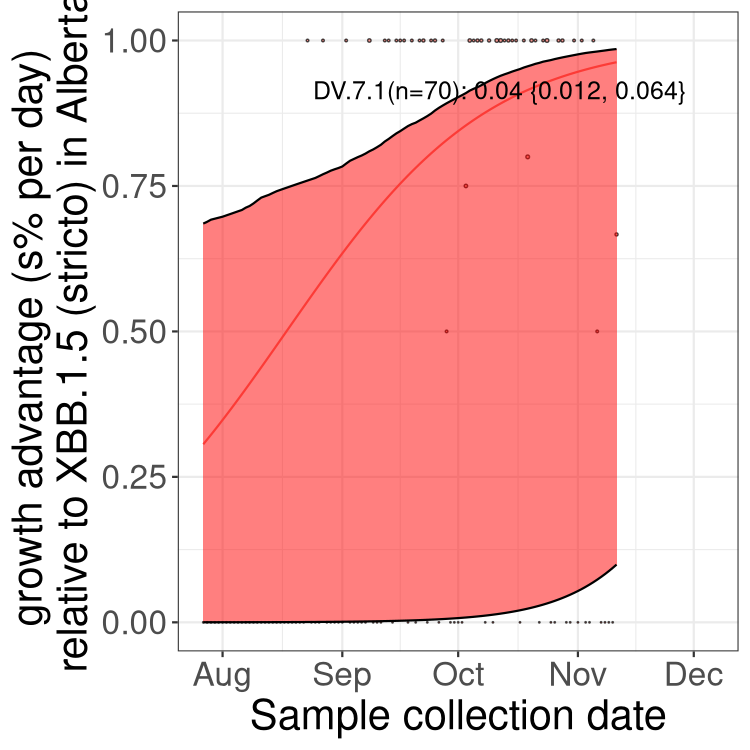 growth advantage (s% per day)
relative to XBB.1.5 (stricto) in Alberta
1.00
0.75
0.50
0.25
0.00
DV.7.1(n=70): 0.04 {0.012, 0.064}
Aug Sep Oct Nov Dec
Sample collection date